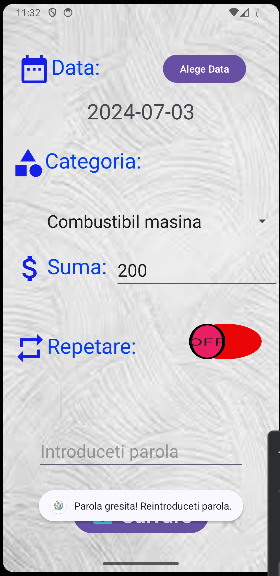 11:32
Data:
Alege Data
2024-07-03
Categoria:
Combustibil masina
Suma:
200
Repetare:
OFF
Introduceti parola
Parola gresita! Reintroduceti parola.